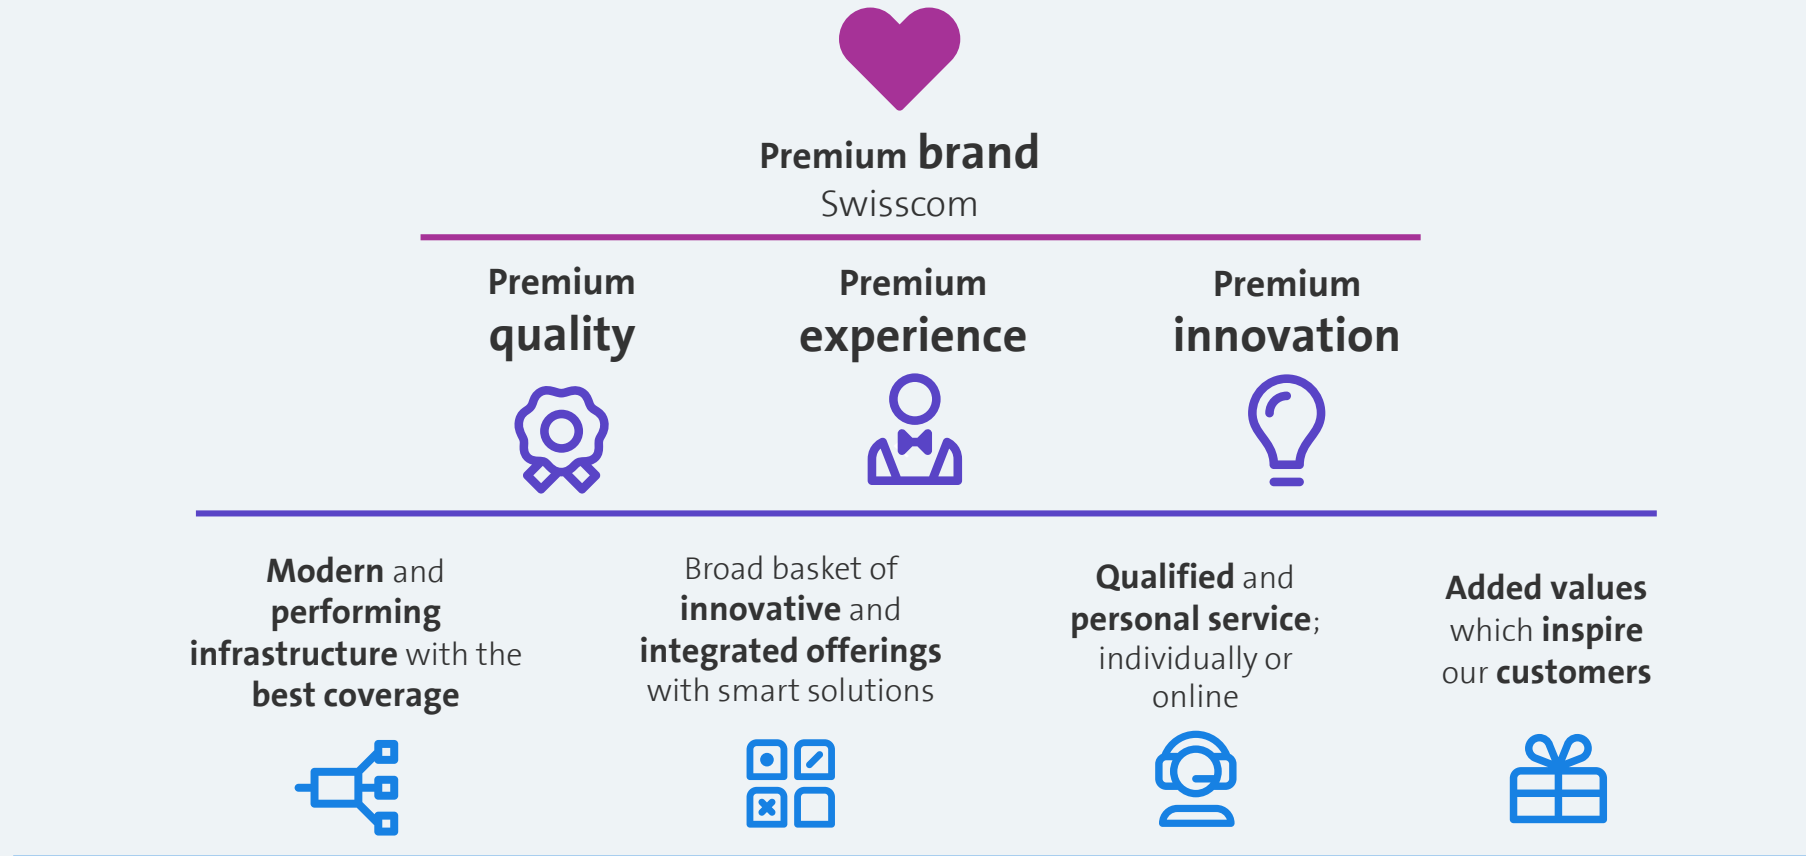 Premium brand
Swisscom
Premium
quality
Premium
experience
Premium
innovation
Modern and
performing
infrastructure with the
best coverage
Broad basket of
innovative and
integrated offerings
with smart solutions
Qualified and
personal service;
individually or
online
Added values
which inspire
our customers